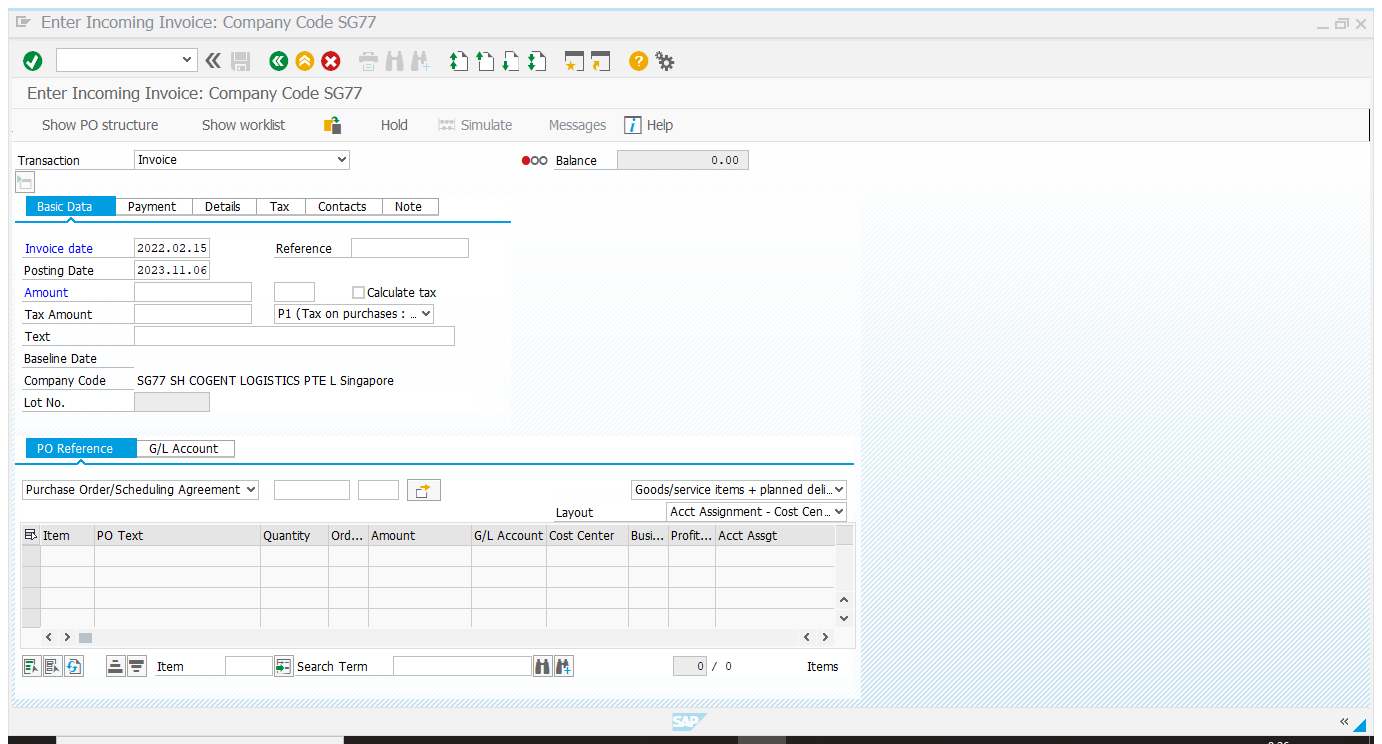 Enter Incoming Invoice: Company Code SG77
Enter Incoming Invoice: Company Code SG77
Show PO structure Show worklist Hold Simulate Messages i Help
Transaction Invoice Balance 0.00
Basic Data Payment Details Tax Contacts Note
Invoice date 2022.02.15 Reference
Posting Date 2023.11.06
Amount Calculate tax
Tax Amount P1 (Tax on purchases : ...
Text
Baseline Date
Company Code SG77 SH COGENT LOGISTICS PTE L Singapore
Lot No.
PO Reference G/L Account
Purchase Order/Scheduling Agreement Goods/service items + planned deli...
Layout Acct Assignment - Cost Cen...
Item PO Text Quantity Ord... Amount G/L Account Cost Center Busi... Profit... Acct Assgt
Item Search Term 0 / 0 Items
SAP